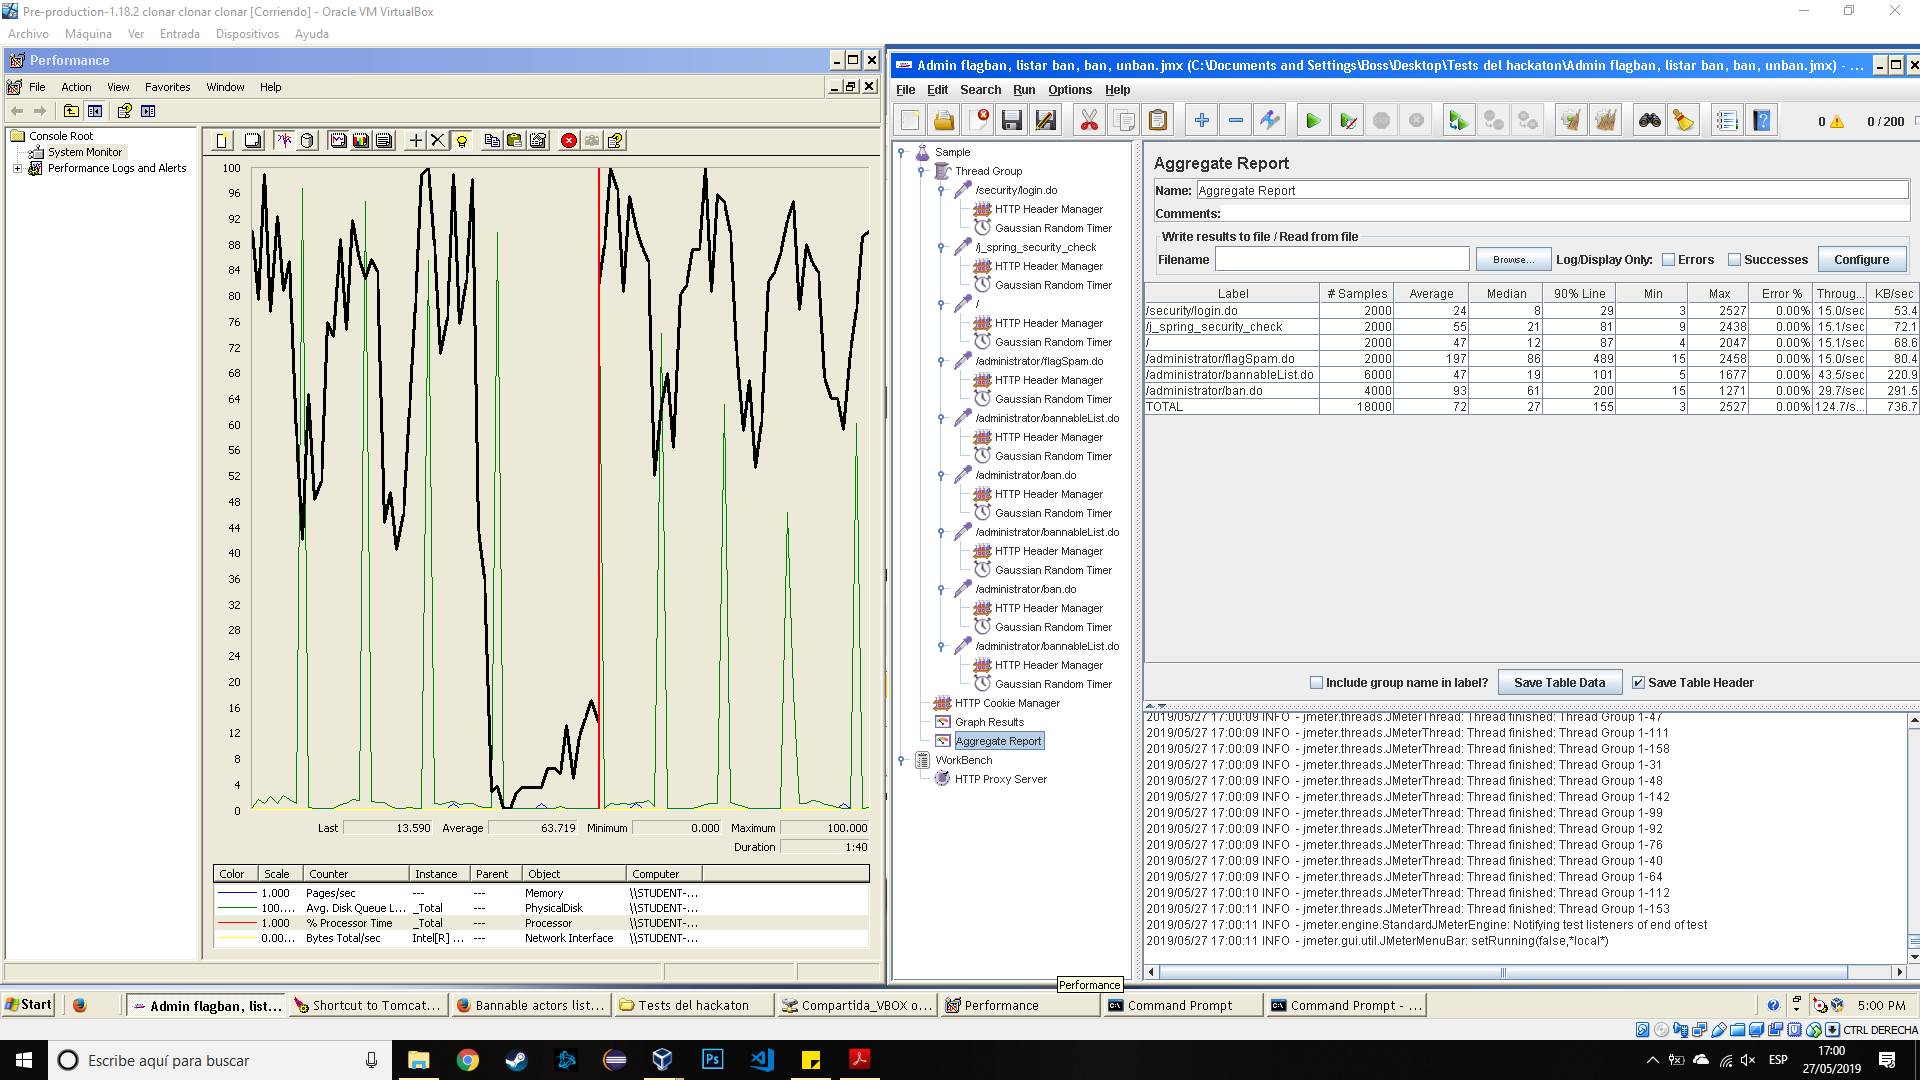 Pre-production-1.18.2 clonar clonar clonar [Corriendo] - Oracle VM VirtualBox
Archivo Máquina Ver Entrada Dispositivos Ayuda
Performance
File Action View Favorites Window Help
Console Root
System Monitor
Performance Logs and Alerts
100
96
92
88
84
80
76
72
68
64
60
56
52
48
44
40
36
32
28
24
20
16
12
8
4
0
Last 13.590 Average 63.719 Minimum 0.000 Maximum 100.000
Duration 1:40
Color Scale Counter Instance Parent Object Computer
1.000 Pages/sec --- --- Memory \\STUDENT-...
100.... Avg. Disk Queue L... _Total --- PhysicalDisk \\STUDENT-...
1.000 % Processor Time _Total --- Processor \\STUDENT-...
0.00... Bytes Total/sec Intel[R] ... --- Network Interface \\STUDENT-...
Admin flagban, listar ban, ban, unban.jmx (C:\Documents and Settings\Boss\Desktop\Tests del hackaton\Admin flagban, listar ban, ban, unban.jmx) - ...
File Edit Search Run Options Help
0 0 / 200
Sample
Thread Group
/security/login.do
HTTP Header Manager
Gaussian Random Timer
/j_spring_security_check
HTTP Header Manager
Gaussian Random Timer
/
HTTP Header Manager
Gaussian Random Timer
/administrator/flagSpam.do
HTTP Header Manager
Gaussian Random Timer
/administrator/bannableList.do
HTTP Header Manager
Gaussian Random Timer
/administrator/ban.do
HTTP Header Manager
Gaussian Random Timer
/administrator/bannableList.do
HTTP Header Manager
Gaussian Random Timer
/administrator/ban.do
HTTP Header Manager
Gaussian Random Timer
/administrator/bannableList.do
HTTP Header Manager
Gaussian Random Timer
HTTP Cookie Manager
Graph Results
Aggregate Report
WorkBench
HTTP Proxy Server
Aggregate Report
Name: Aggregate Report
Comments:
Write results to file / Read from file
Filename Browse... Log/Display Only: Errors Successes Configure
Label # Samples Average Median 90% Line Min Max Error % Throug... KB/sec
/security/login.do 2000 24 8 29 3 2527 0.00% 15.0/sec 53.4
/j_spring_security_check 2000 55 21 81 9 2438 0.00% 15.1/sec 72.1
/ 2000 47 12 87 4 2047 0.00% 15.1/sec 68.6
/administrator/flagSpam.do 2000 197 86 489 15 2458 0.00% 15.0/sec 80.4
/administrator/bannableList.do 6000 47 19 101 5 1677 0.00% 43.5/sec 220.9
/administrator/ban.do 4000 93 61 200 15 1271 0.00% 29.7/sec 291.5
TOTAL 18000 72 27 155 3 2527 0.00% 124.7/s... 736.7
Include group name in label? Save Table Data Save Table Header
2019/05/27 17:00:09 INFO - jmeter.threads.JMeterThread: Thread finished: Thread Group 1-47
2019/05/27 17:00:09 INFO - jmeter.threads.JMeterThread: Thread finished: Thread Group 1-111
2019/05/27 17:00:09 INFO - jmeter.threads.JMeterThread: Thread finished: Thread Group 1-158
2019/05/27 17:00:09 INFO - jmeter.threads.JMeterThread: Thread finished: Thread Group 1-31
2019/05/27 17:00:09 INFO - jmeter.threads.JMeterThread: Thread finished: Thread Group 1-48
2019/05/27 17:00:09 INFO - jmeter.threads.JMeterThread: Thread finished: Thread Group 1-142
2019/05/27 17:00:09 INFO - jmeter.threads.JMeterThread: Thread finished: Thread Group 1-99
2019/05/27 17:00:09 INFO - jmeter.threads.JMeterThread: Thread finished: Thread Group 1-92
2019/05/27 17:00:09 INFO - jmeter.threads.JMeterThread: Thread finished: Thread Group 1-76
2019/05/27 17:00:09 INFO - jmeter.threads.JMeterThread: Thread finished: Thread Group 1-40
2019/05/27 17:00:09 INFO - jmeter.threads.JMeterThread: Thread finished: Thread Group 1-64
2019/05/27 17:00:10 INFO - jmeter.threads.JMeterThread: Thread finished: Thread Group 1-112
2019/05/27 17:00:11 INFO - jmeter.threads.JMeterThread: Thread finished: Thread Group 1-153
2019/05/27 17:00:11 INFO - jmeter.engine.StandardJMeterEngine: Notifying test listeners of end of test
2019/05/27 17:00:11 INFO - jmeter.gui.util.JMeterMenuBar: setRunning(false,*local*)
Performance
Start Admin flagban, list... Shortcut to Tomcat... Bannable actors list... Tests del hackaton Compartida_VBOX o... Performance Command Prompt Command Prompt - ... 5:00 PM
CTRL DERECHA
Escribe aquí para buscar
Ps
ESP
17:00
27/05/2019